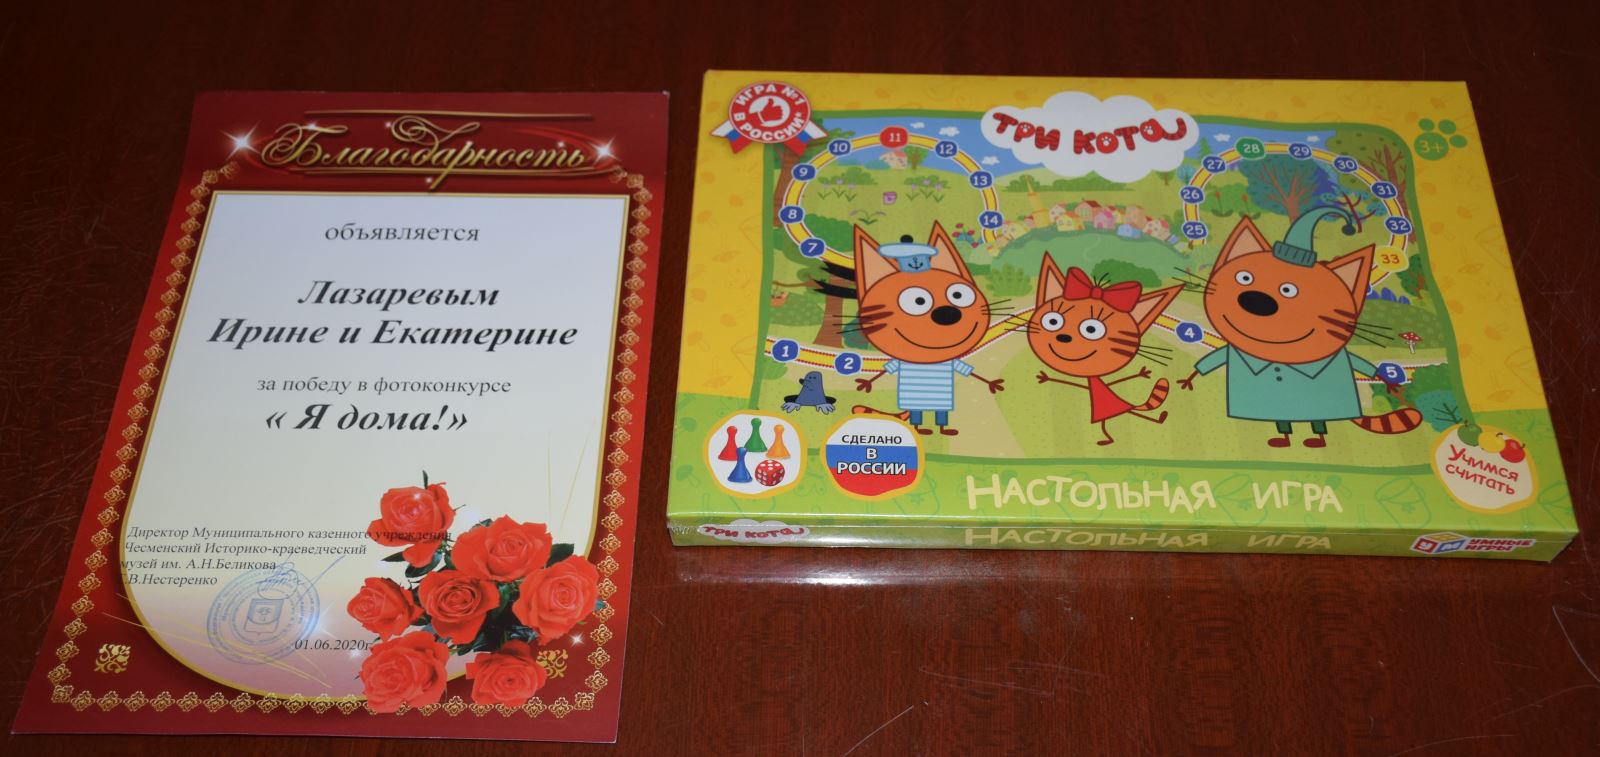 Благодарность
объявляется
Лазаревым
Ирине и Екатерине
за победу в фотоконкурсе
« Я дома!»
Директор Муниципального казенного учреждения
Чесменский Историко-краеведческий
музей им. А.Н.Беликова
Т.В.Нестеренко
01.06.2020г
ИГРА №1
В РОССИИ
ТРИ КОТА
3+
10
11
12
9
13
8
14
7
27
28
29
30
26
31
25
32
33
1
2
4
5
СДЕЛАНО
В
РОССИИ
НАСТОЛЬНАЯ ИГРА
Учимся
считать
ТРИ КОТА
НАСТОЛЬНАЯ ИГРА
УМ
УМНЫЕ
ИГРЫ